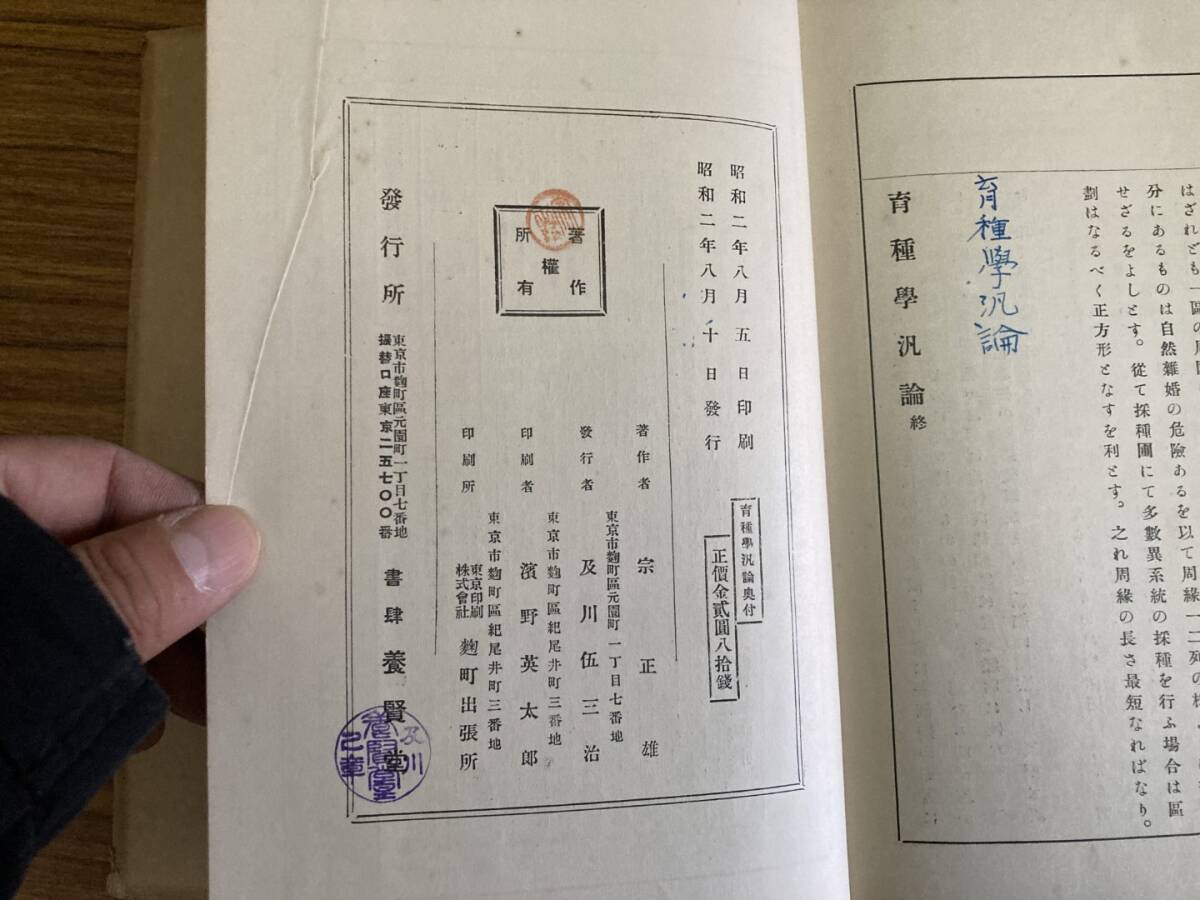 はざれども一區の周圍
分にあるものは自然雜婚の危險あるを以て周緣一二列の
せざるをよしとす。從て採種圃にて多數異系統の採種を行ふ場合は區
劃はなるべく正方形となすを利とす。之れ周緣の長さ最短なればなり。
育種學汎論
育種學汎論 終
昭和二年八月五日印刷
昭和二年八月十日發行
育種學汎論奥付
正價金貳圓八拾錢
著作
權
所有
著作者 宗正雄
東京市麴町區元園町一丁目七番地
發行者 及川伍三治
東京市麴町區紀尾井町三番地
印刷者 濱野英太郎
東京市麴町區紀尾井町三番地
印刷所 東京印刷株式會社 麴町出張所
發行所 東京市麴町區元園町一丁目七番地
振替口座東京二五七〇〇番
書肆 養賢堂
及川
養賢堂
之章